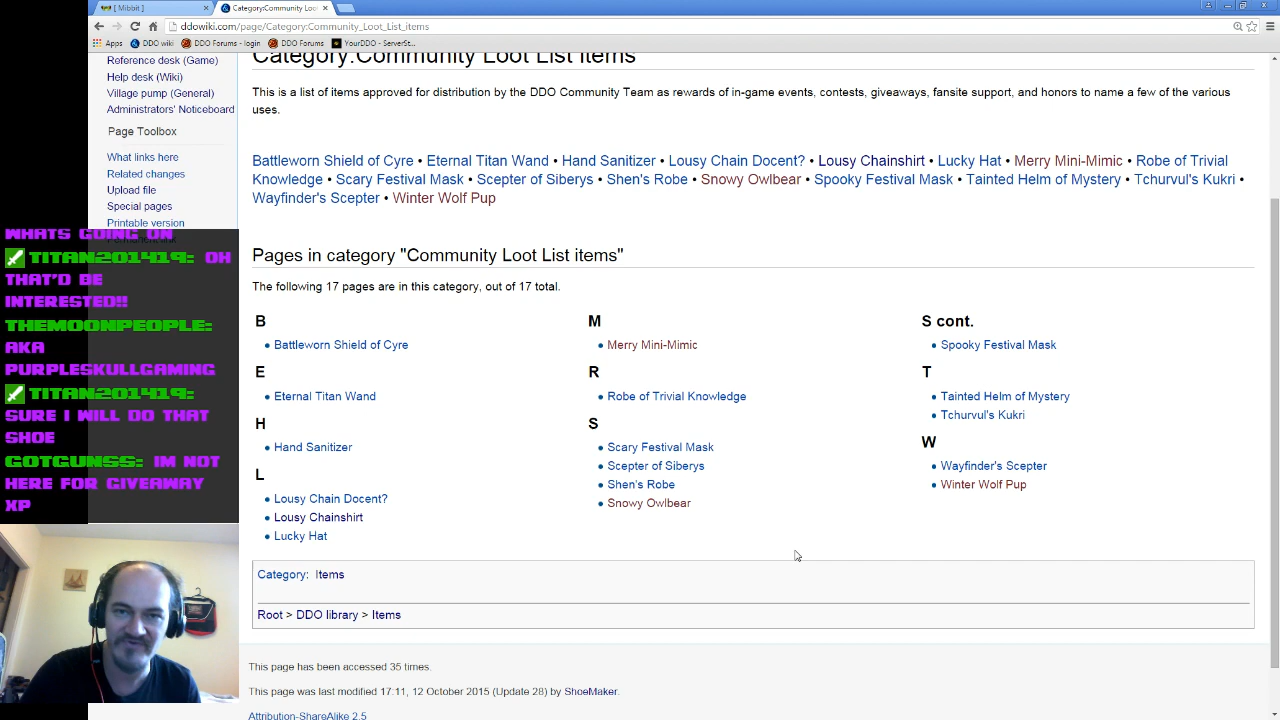 [ Mibbit ]
Category:Community Loo
ddowiki.com/page/Category:Community_Loot_List_items
Apps
DDO wiki
DDO Forums - login
DDO Forums
YourDDO - ServerSt...
Reference desk (Game)
Help desk (Wiki)
Village pump (General)
Administrators' Noticeboard
Page Toolbox
What links here
Related changes
Upload file
Special pages
Printable version
WHATS GOING ON
TITAN201419: OH
THAT'D BE
INTERESTED!!
THEMOONPEOPLE:
AKA
PURPLESKULLGAMING
TITAN201419:
SURE I WILL DO THAT
SHOE
GOTGUNSS: IM NOT
HERE FOR GIVEAWAY
XP
Category:Community Loot List items
This is a list of items approved for distribution by the DDO Community Team as rewards of in-game events, contests, giveaways, fansite support, and honors to name a few of the various
uses.
Battleworn Shield of Cyre • Eternal Titan Wand • Hand Sanitizer • Lousy Chain Docent? • Lousy Chainshirt • Lucky Hat • Merry Mini-Mimic • Robe of Trivial
Knowledge • Scary Festival Mask • Scepter of Siberys • Shen's Robe • Snowy Owlbear • Spooky Festival Mask • Tainted Helm of Mystery • Tchurvul's Kukri •
Wayfinder's Scepter • Winter Wolf Pup
Pages in category "Community Loot List items"
The following 17 pages are in this category, out of 17 total.
B
• Battleworn Shield of Cyre
E
• Eternal Titan Wand
H
• Hand Sanitizer
L
• Lousy Chain Docent?
• Lousy Chainshirt
• Lucky Hat
M
• Merry Mini-Mimic
R
• Robe of Trivial Knowledge
S
• Scary Festival Mask
• Scepter of Siberys
• Shen's Robe
• Snowy Owlbear
S cont.
• Spooky Festival Mask
T
• Tainted Helm of Mystery
• Tchurvul's Kukri
W
• Wayfinder's Scepter
• Winter Wolf Pup
Category: Items
Root > DDO library > Items
This page has been accessed 35 times.
This page was last modified 17:11, 12 October 2015 (Update 28) by ShoeMaker.
Attribution-ShareAlike 2.5